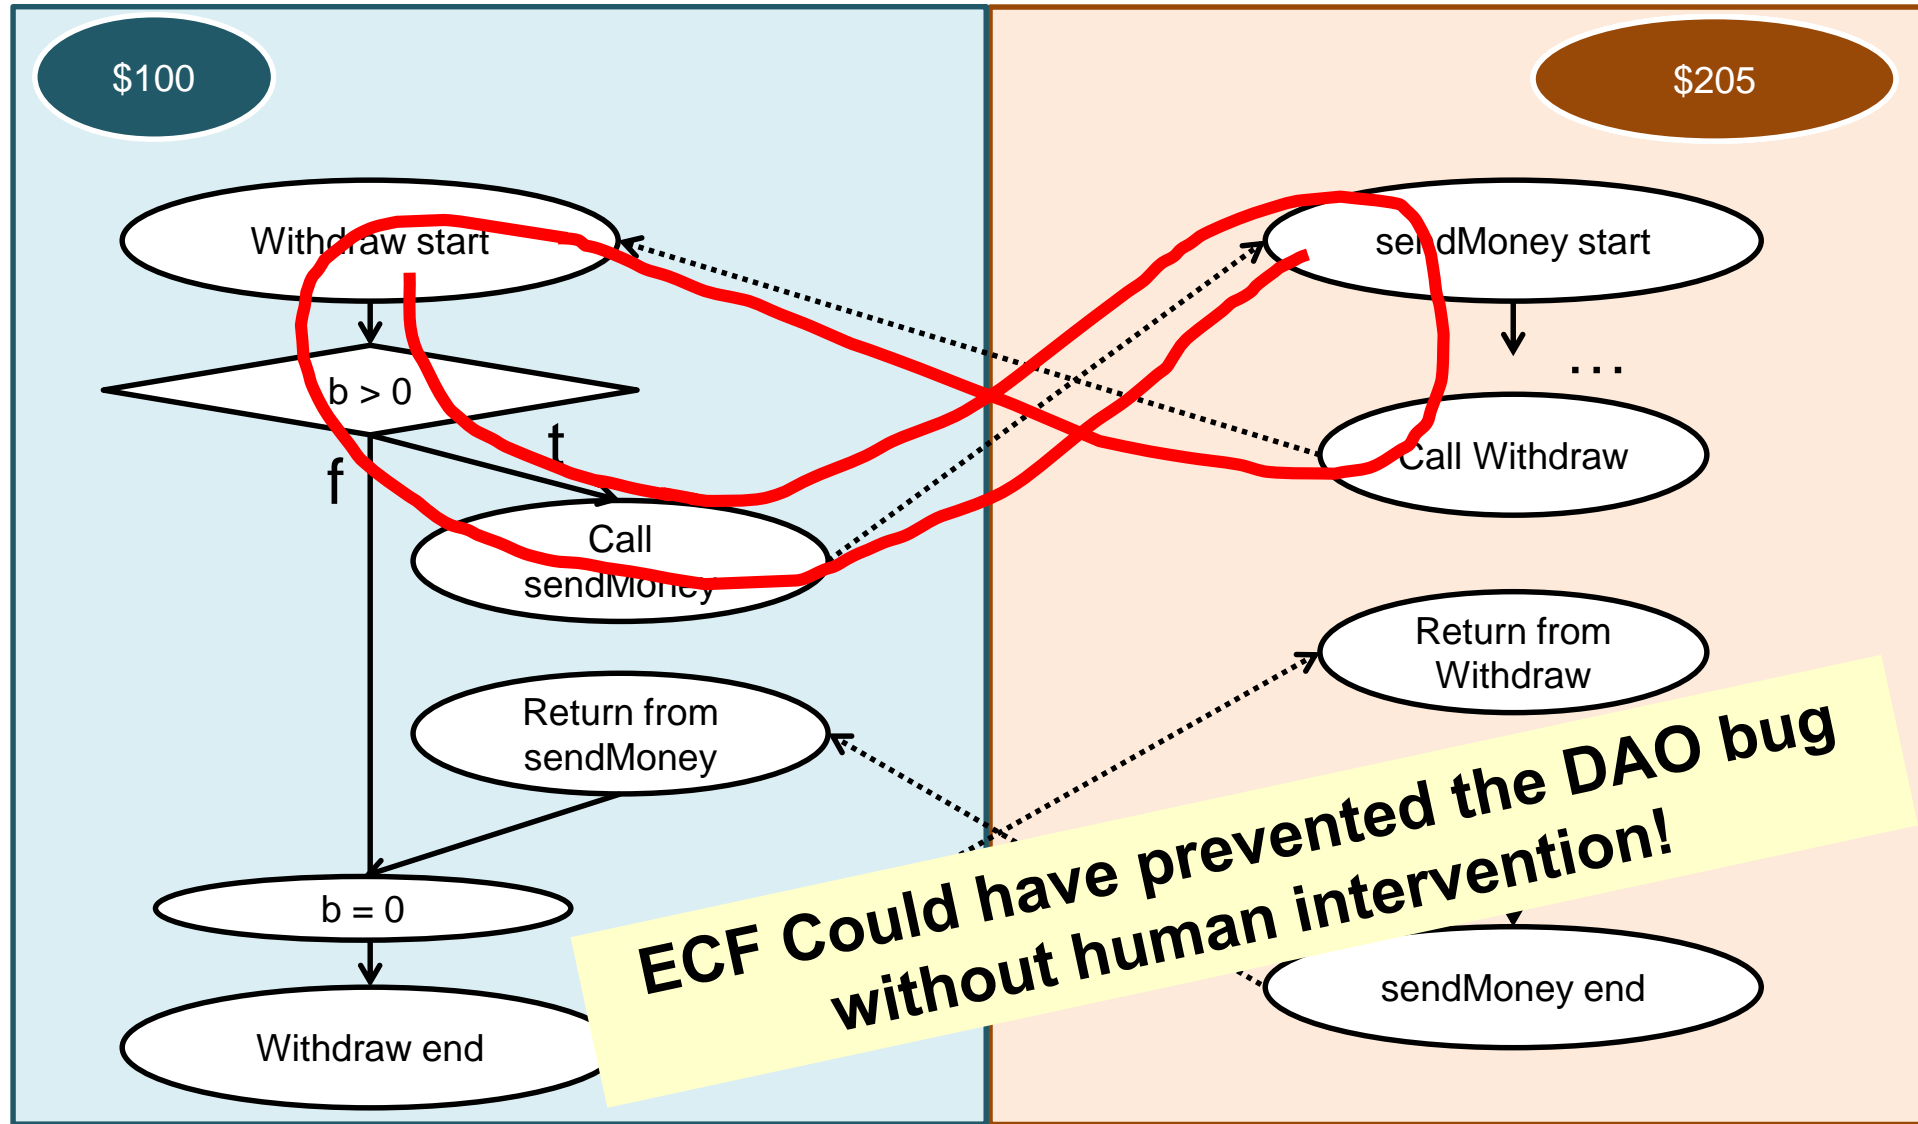 $100
$205
Withdraw start
sendMoney start
b > 0
...
t
f
Call Withdraw
Call
sendMoney
Return from
Withdraw
Return from
sendMoney
ECF Could have prevented the DAO bug
without human intervention!
b = 0
sendMoney end
Withdraw end